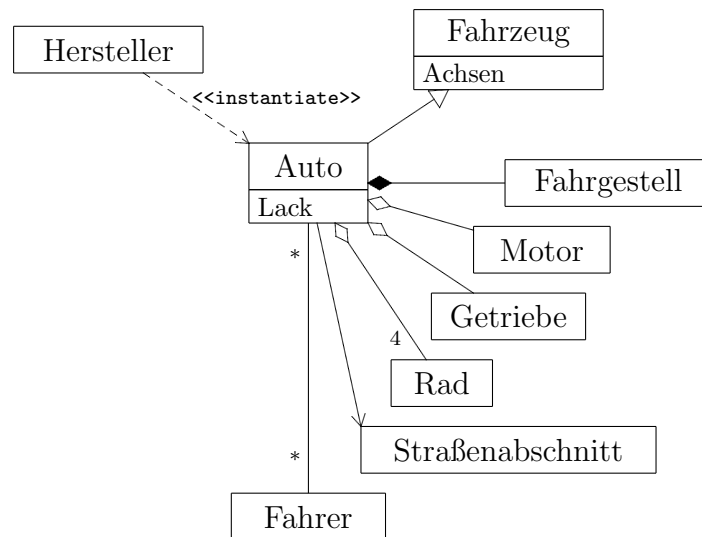 Fahrzeug
Hersteller
Achsen
<<instantiate>>
Auto
Fahrgestell
Lack
Motor
*
Getriebe
4
Rad
Straßenabschnitt
*
Fahrer